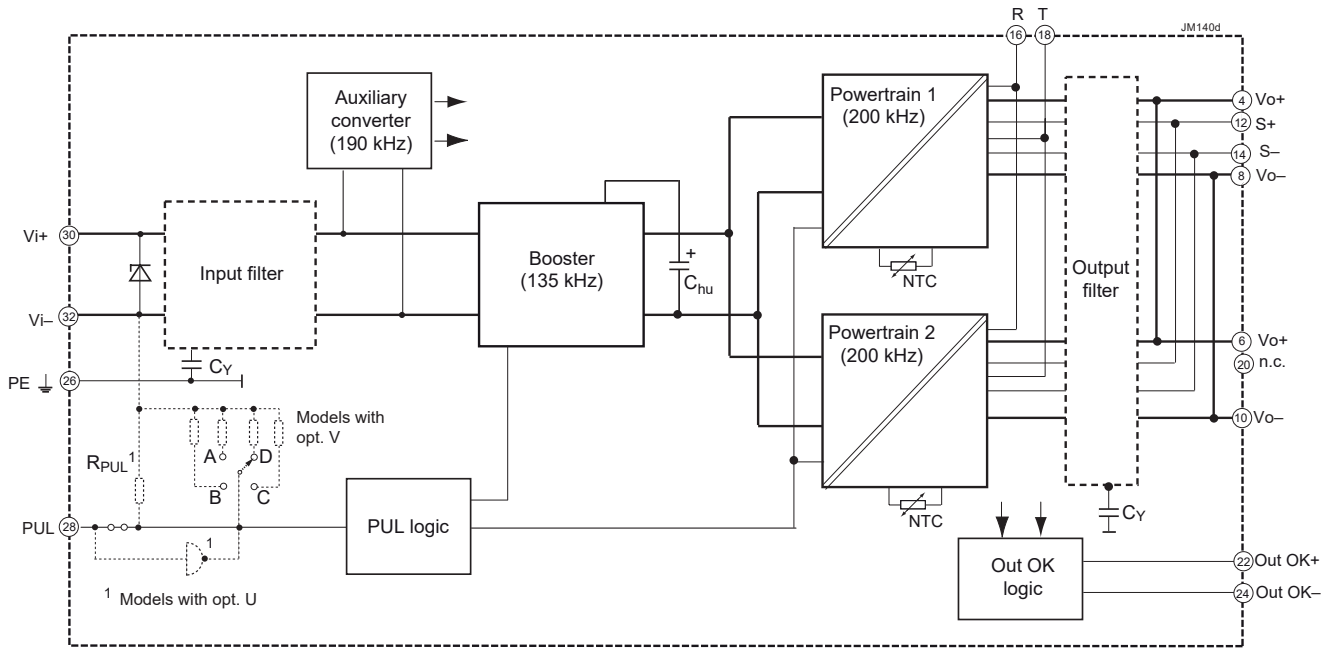 R T
16 18
JM140d
Auxiliary
converter
(190 kHz)
Powertrain 1
(200 kHz)
4 Vo+
12 S+
14 S–
8 Vo–
Vi+ 30
Input filter
Booster
(135 kHz)
+
Chu
NTC
Output
filter
Vi– 32
CY
Powertrain 2
(200 kHz)
6 Vo+
20 n.c.
PE 26
10 Vo–
Models with
opt. V
A D
B C
RPUL1
NTC
CY
PUL 28
PUL logic
1
1 Models with opt. U
Out OK
logic
22 Out OK+
24 Out OK–